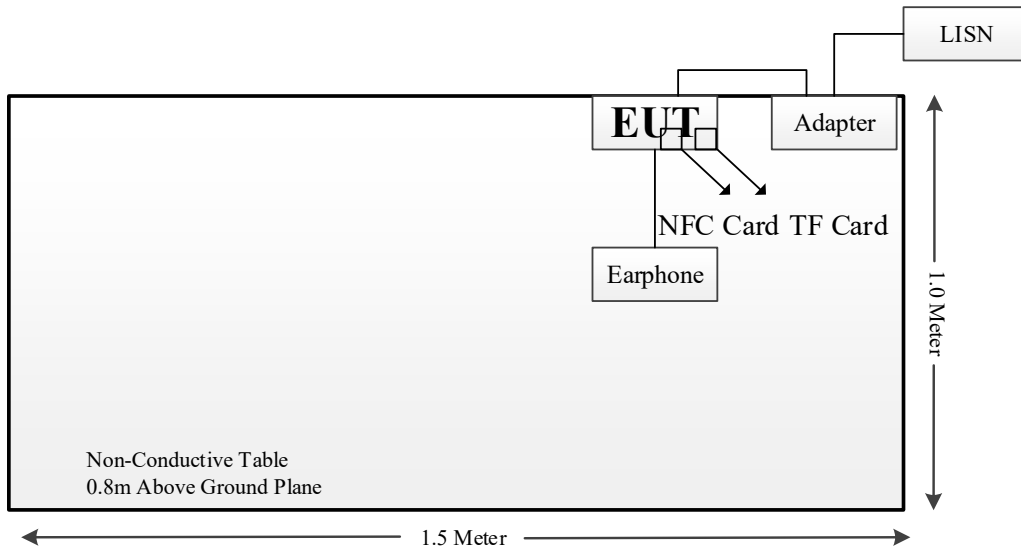 LISN
EUT
Adapter
NFC Card TF Card
Earphone
1.0 Meter
Non-Conductive Table
0.8m Above Ground Plane
1.5 Meter